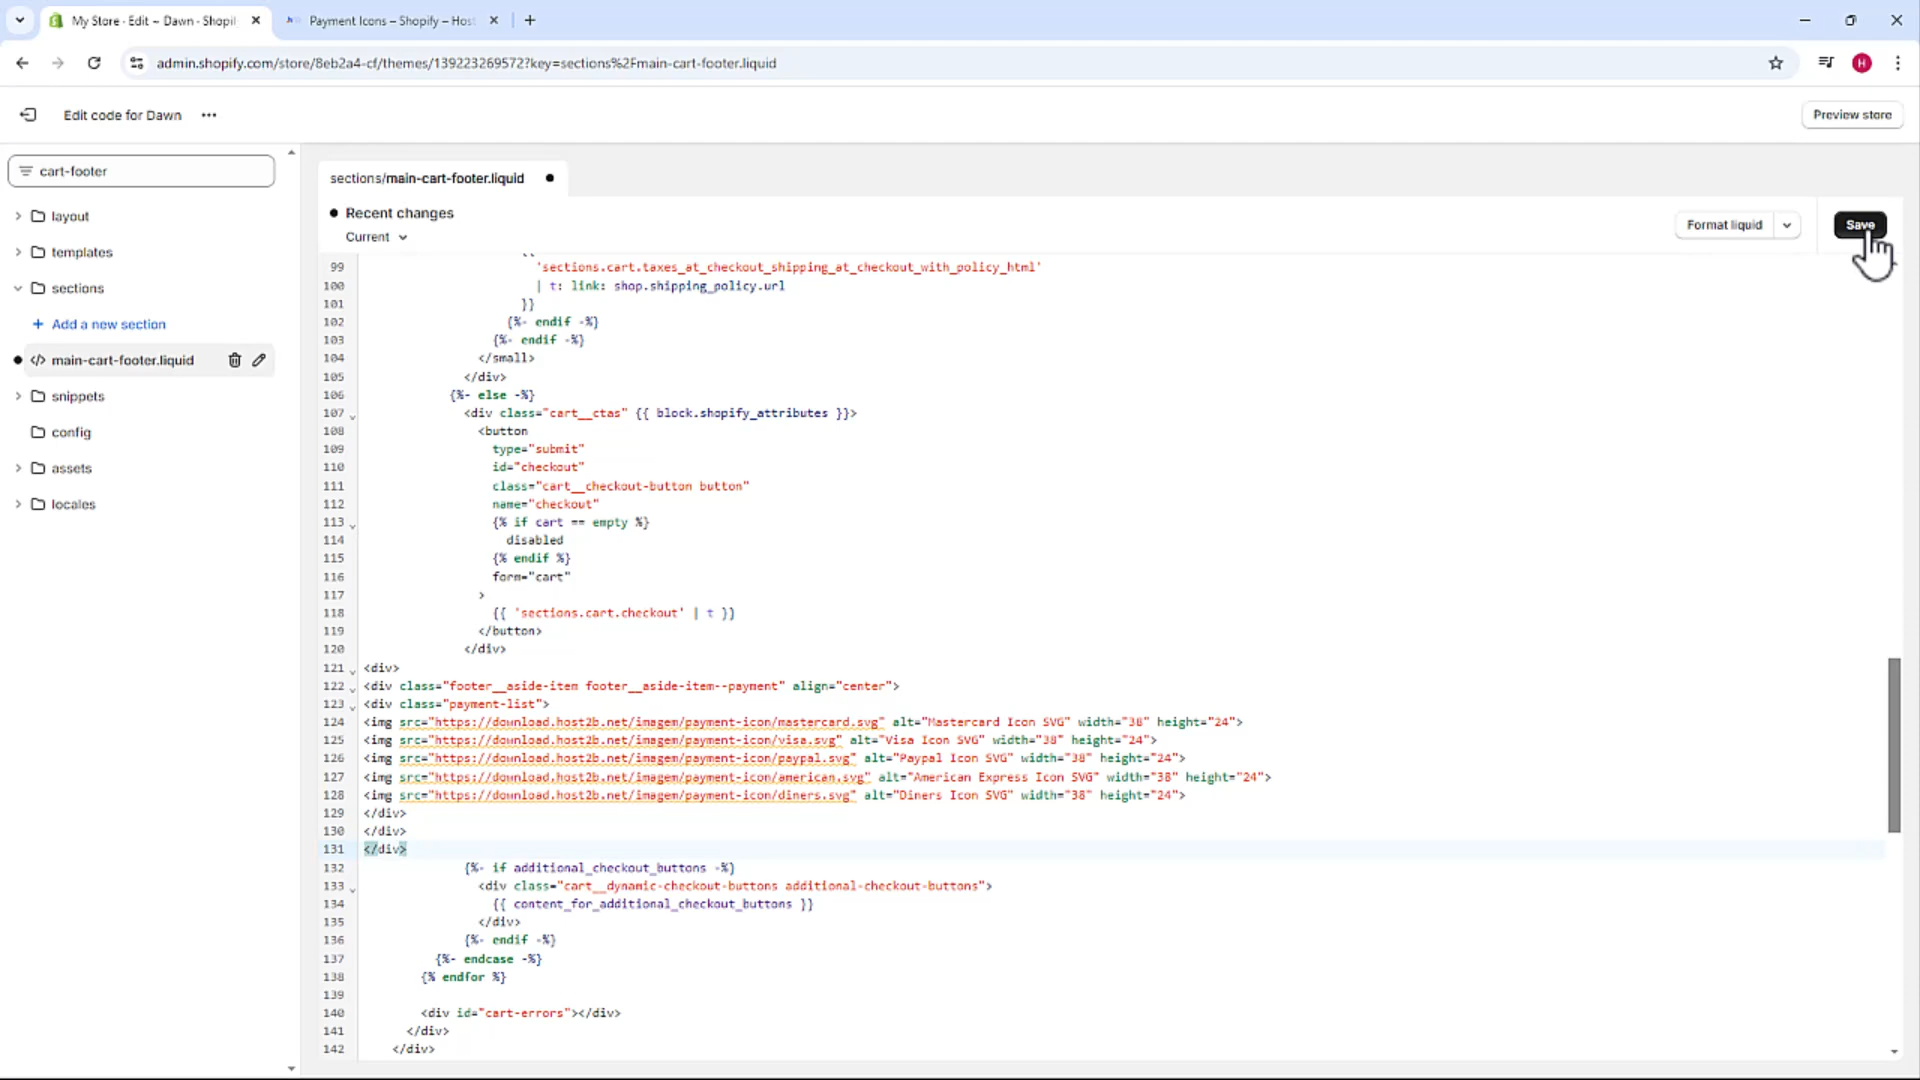 My Store · Edit ~ Dawn · Shopif
Payment Icons – Shopify – Host
admin.shopify.com/store/8eb2a4-cf/themes/139223269572?key=sections%2Fmain-cart-footer.liquid
H
Edit code for Dawn
Preview store
cart-footer
layout
templates
sections
+ Add a new section
main-cart-footer.liquid
snippets
config
assets
locales
sections/main-cart-footer.liquid
Recent changes
Current
Format liquid
Save
99 'sections.cart.taxes_at_checkout_shipping_at_checkout_with_policy_html'
100 | t: link: shop.shipping_policy.url
101 }}
102 {%- endif -%}
103 {%- endif -%}
104 </small>
105 </div>
106 {%- else -%}
107 <div class="cart__ctas" {{ block.shopify_attributes }}>
108 <button
109 type="submit"
110 id="checkout"
111 class="cart__checkout-button button"
112 name="checkout"
113 {% if cart == empty %}
114 disabled
115 {% endif %}
116 form="cart"
117 >
118 {{ 'sections.cart.checkout' | t }}
119 </button>
120 </div>
121 <div>
122 <div class="footer__aside-item footer__aside-item--payment" align="center">
123 <div class="payment-list">
124 <img src="https://download.host2b.net/imagem/payment-icon/mastercard.svg" alt="Mastercard Icon SVG" width="38" height="24">
125 <img src="https://download.host2b.net/imagem/payment-icon/visa.svg" alt="Visa Icon SVG" width="38" height="24">
126 <img src="https://download.host2b.net/imagem/payment-icon/paypal.svg" alt="Paypal Icon SVG" width="38" height="24">
127 <img src="https://download.host2b.net/imagem/payment-icon/american.svg" alt="American Express Icon SVG" width="38" height="24">
128 <img src="https://download.host2b.net/imagem/payment-icon/diners.svg" alt="Diners Icon SVG" width="38" height="24">
129 </div>
130 </div>
131 </div>
132 {%- if additional_checkout_buttons -%}
133 <div class="cart__dynamic-checkout-buttons additional-checkout-buttons">
134 {{ content_for_additional_checkout_buttons }}
135 </div>
136 {%- endif -%}
137 {%- endcase -%}
138 {% endfor %}
139
140 <div id="cart-errors"></div>
141 </div>
142 </div>